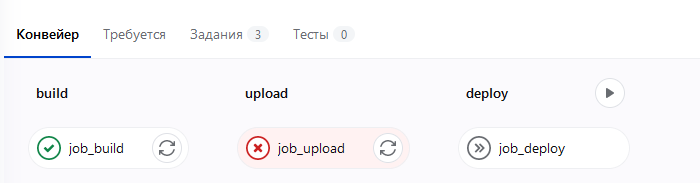 Конвейер Требуется Задания 3 Тесты 0
build upload deploy
job_build job_upload job_deploy